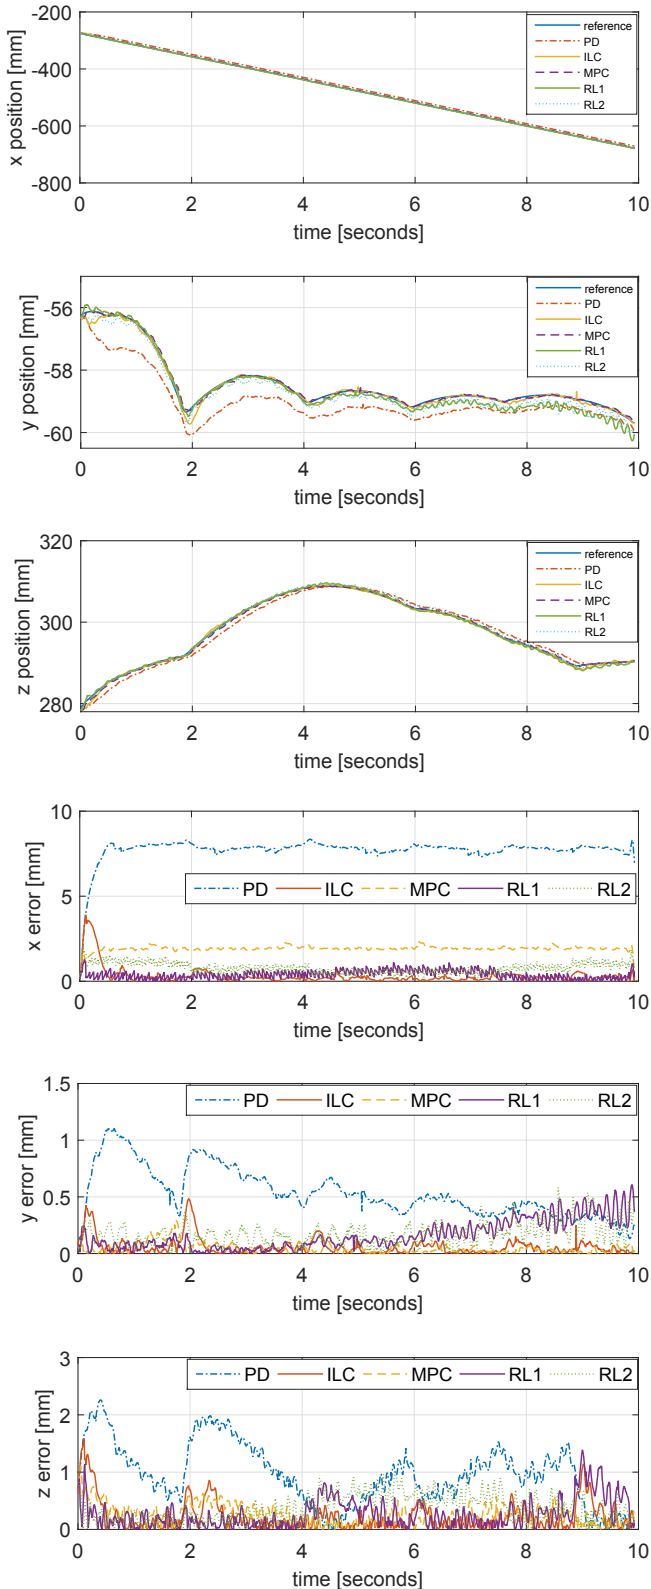 -200
-400
-600
-800
x position [mm]
reference
PD
ILC
MPC
RL1
RL2
0 2 4 6 8 10
time [seconds]
-56
-58
-60
y position [mm]
reference
PD
ILC
MPC
RL1
RL2
0 2 4 6 8 10
time [seconds]
320
300
280
z position [mm]
reference
PD
ILC
MPC
RL1
RL2
0 2 4 6 8 10
time [seconds]
10
5
0
x error [mm]
PD ILC MPC RL1 RL2
0 2 4 6 8 10
time [seconds]
1.5
1
0.5
0
y error [mm]
PD ILC MPC RL1 RL2
0 2 4 6 8 10
time [seconds]
3
2
1
0
z error [mm]
PD ILC MPC RL1 RL2
0 2 4 6 8 10
time [seconds]